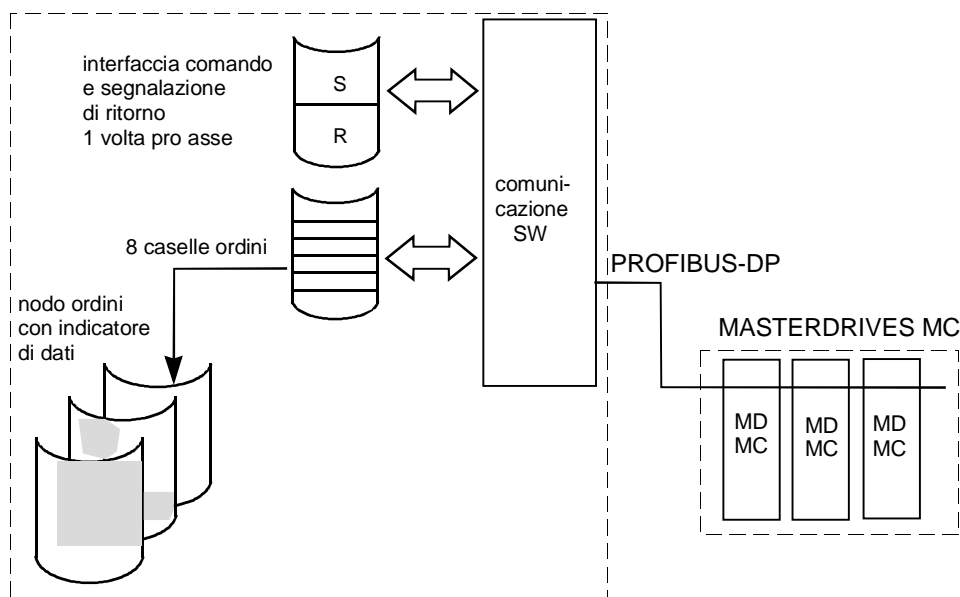 interfaccia comando
e segnalazione
di ritorno
1 volta pro asse
S
R
comuni-
cazione
SW
8 caselle ordini
nodo ordini
con indicatore
di dati
PROFIBUS-DP
MASTERDRIVES MC
MD
MC
MD
MC
MD
MC